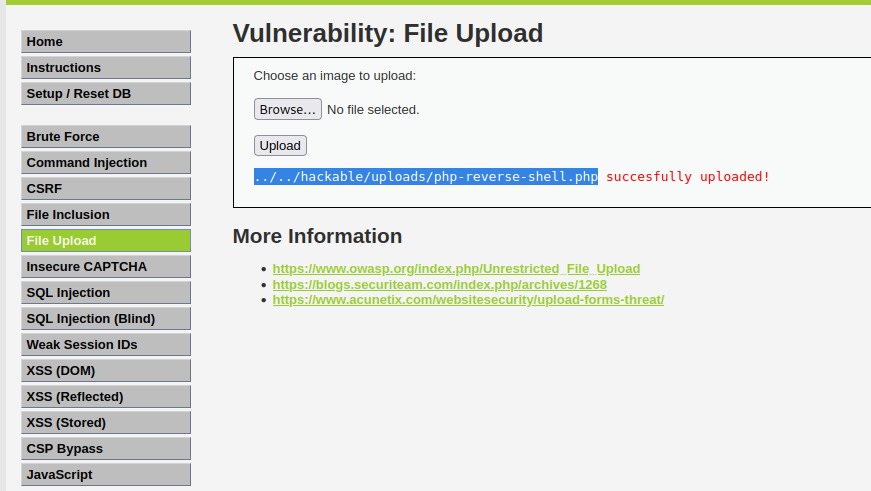 Home
Instructions
Setup / Reset DB
Brute Force
Command Injection
CSRF
File Inclusion
File Upload
Insecure CAPTCHA
SQL Injection
SQL Injection (Blind)
Weak Session IDs
XSS (DOM)
XSS (Reflected)
XSS (Stored)
CSP Bypass
JavaScript
Vulnerability: File Upload
Choose an image to upload:
Browse... No file selected.
Upload
../../hackable/uploads/php-reverse-shell.php succesfully uploaded!
More Information
https://www.owasp.org/index.php/Unrestricted_File_Upload
https://blogs.securiteam.com/index.php/archives/1268
https://www.acunetix.com/websitesecurity/upload-forms-threat/